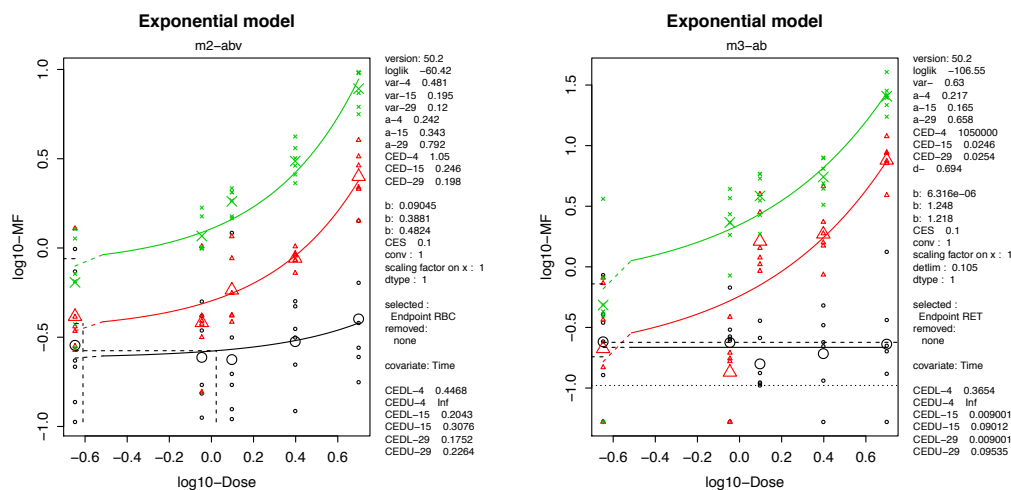 Exponential model
m2-abv
1.0
0.5
0.0
-0.5
-1.0
log10-MF
-0.6
-0.4
-0.2
0.0
0.2
0.4
0.6
log10-Dose
version: 50.2
loglik -60.42
var-4 0.481
var-15 0.195
var-29 0.12
a-4 0.242
a-15 0.343
a-29 0.792
CED-4 1.05
CED-15 0.246
CED-29 0.198
b: 0.09045
b: 0.3881
b: 0.4824
CES 0.1
conv : 1
scaling factor on x : 1
dtype : 1
selected :
Endpoint RBC
removed:
none
covariate: Time
CEDL-4 0.4468
CEDU-4 Inf
CEDL-15 0.2043
CEDU-15 0.3076
CEDL-29 0.1752
CEDU-29 0.2264
Exponential model
m3-ab
1.5
1.0
0.5
0.0
-0.5
-1.0
log10-MF
-0.6
-0.4
-0.2
0.0
0.2
0.4
0.6
log10-Dose
version: 50.2
loglik -106.55
var- 0.63
a-4 0.217
a-15 0.165
a-29 0.658
CED-4 1050000
CED-15 0.0246
CED-29 0.0254
d- 0.694
b: 6.316e-06
b: 1.248
b: 1.218
CES 0.1
conv : 1
scaling factor on x : 1
detlim : 0.105
dtype : 1
selected :
Endpoint RET
removed:
none
covariate: Time
CEDL-4 0.3654
CEDU-4 Inf
CEDL-15 0.009001
CEDU-15 0.09012
CEDL-29 0.009001
CEDU-29 0.09535